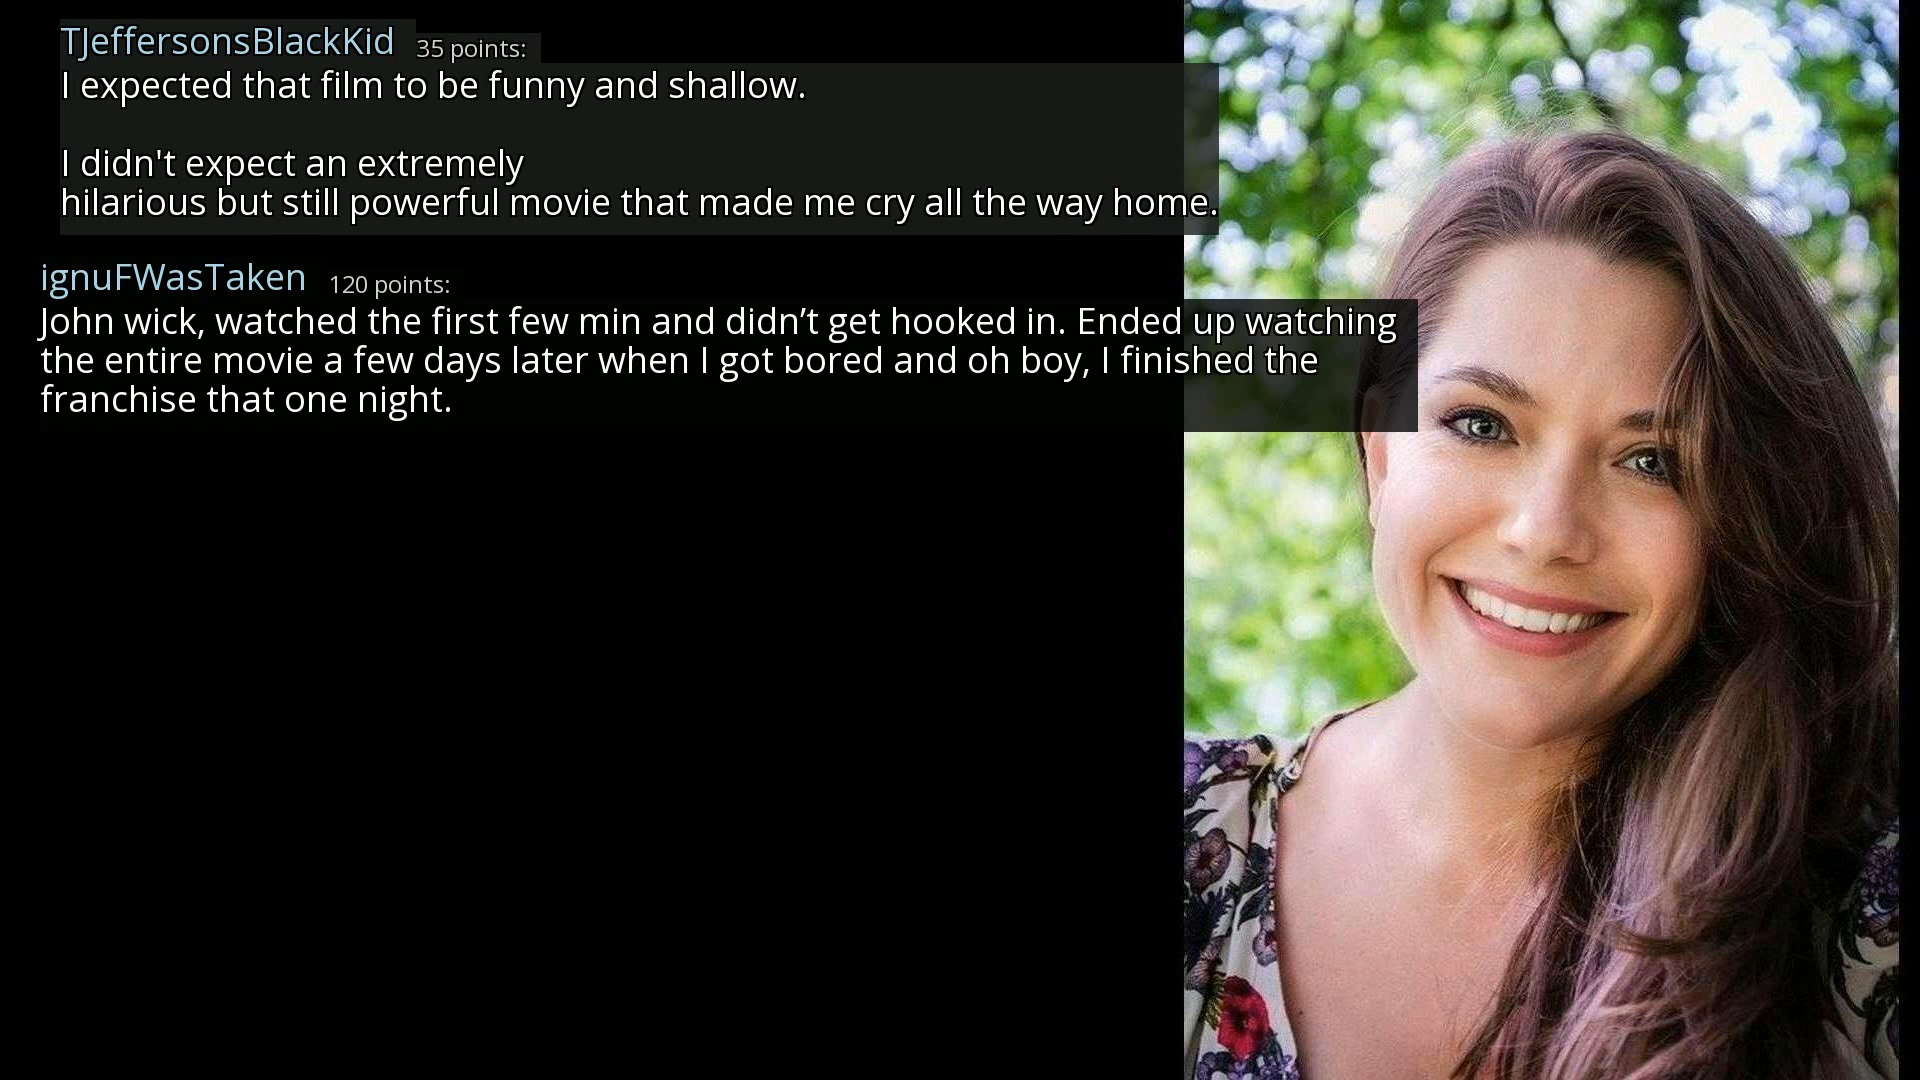 TJeffersonsBlackKid 35 points:
I expected that film to be funny and shallow.
I didn't expect an extremely
hilarious but still powerful movie that made me cry all the way home.
ignuFWasTaken 120 points:
John wick, watched the first few min and didn’t get hooked in. Ended up watching
the entire movie a few days later when I got bored and oh boy, I finished the
franchise that one night.